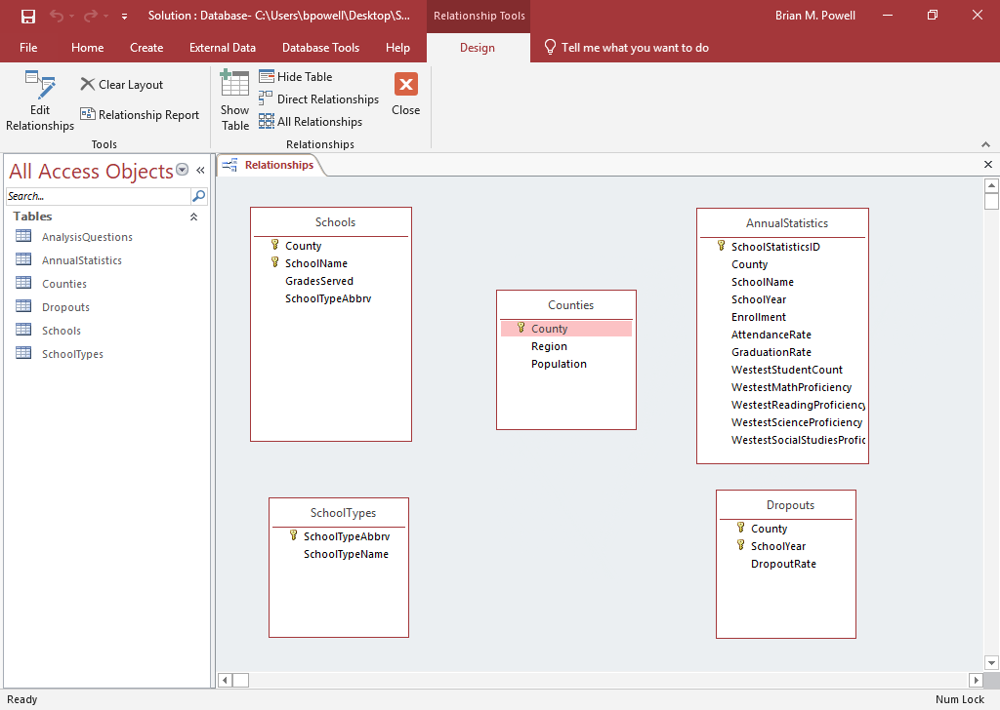 Solution : Database- C:\Users\bpowell\Desktop\S...
Relationship Tools
Brian M. Powell
File Home Create External Data Database Tools Help Design Tell me what you want to do
Edit Relationships
Clear Layout
Relationship Report
Tools
Show Table
Hide Table
Direct Relationships
All Relationships
Close
Relationships
All Access Objects
Search...
Tables
AnalysisQuestions
AnnualStatistics
Counties
Dropouts
Schools
SchoolTypes
Relationships
Schools
County
SchoolName
GradesServed
SchoolTypeAbbrv
Counties
County
Region
Population
AnnualStatistics
SchoolStatisticsID
County
SchoolName
SchoolYear
Enrollment
AttendanceRate
GraduationRate
WestestStudentCount
WestestMathProficiency
WestestReadingProficiency
WestestScienceProficiency
WestestSocialStudiesProfic
SchoolTypes
SchoolTypeAbbrv
SchoolTypeName
Dropouts
County
SchoolYear
DropoutRate
Ready
Num Lock